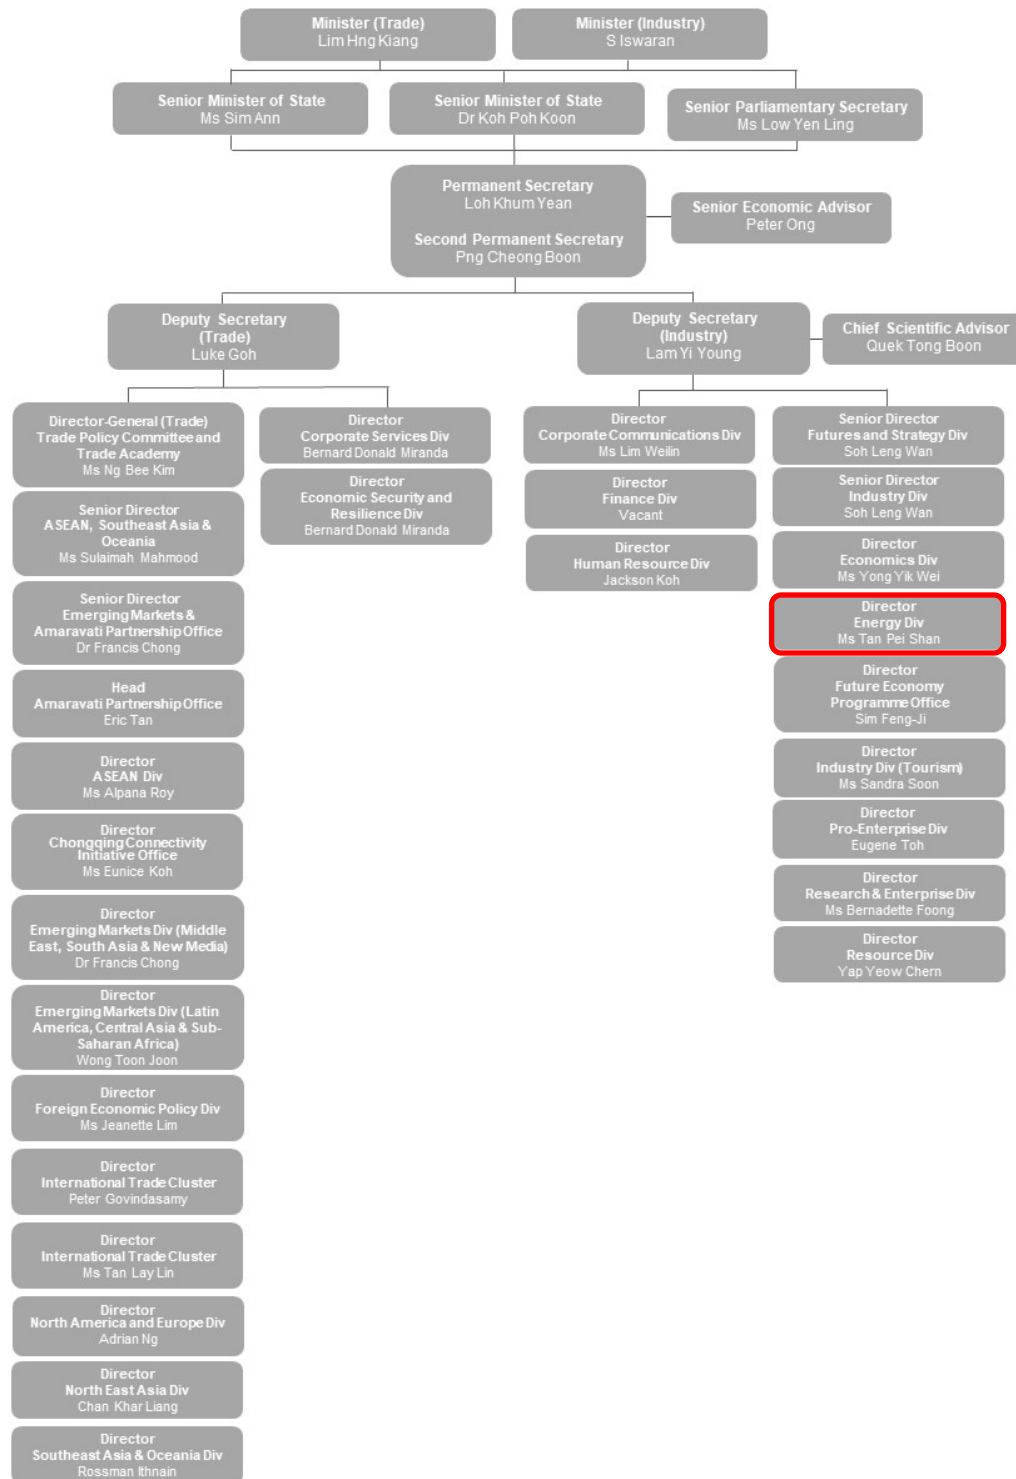 Minister (Trade)
Lim Hng Kiang
Minister (Industry)
S Iswaran
Senior Minister of State
Ms Sim Ann
Senior Minister of State
Dr Koh Poh Koon
Senior Parliamentary Secretary
Ms Low Yen Ling
Permanent Secretary
Loh Khum Yean
Second Permanent Secretary
Png Cheong Boon
Senior Economic Advisor
Peter Ong
Deputy Secretary
(Trade)
Luke Goh
Deputy Secretary
(Industry)
Lam Yi Young
Chief Scientific Advisor
Quek Tong Boon
Director-General (Trade)
Trade Policy Committee and
Trade Academy
Ms Ng Bee Kim
Senior Director
ASEAN, Southeast Asia &
Oceania
Ms Sulaimah Mahmood
Senior Director
Emerging Markets &
Amaravati Partnership Office
Dr Francis Chong
Head
Amaravati Partnership Office
Eric Tan
Director
ASEAN Div
Ms Alpana Roy
Director
Chongqing Connectivity
Initiative Office
Ms Eunice Koh
Director
Emerging Markets Div (Middle
East, South Asia & New Media)
Dr Francis Chong
Director
Emerging Markets Div (Latin
America, Central Asia & Sub-
Saharan Africa)
Wong Toon Joon
Director
Foreign Economic Policy Div
Ms Jeanette Lim
Director
International Trade Cluster
Peter Govindasamy
Director
International Trade Cluster
Ms Tan Lay Lin
Director
North America and Europe Div
Adrian Ng
Director
North East Asia Div
Chan Khar Liang
Director
Southeast Asia & Oceania Div
Rossman Ithnain
Director
Corporate Services Div
Bernard Donald Miranda
Director
Economic Security and
Resilience Div
Bernard Donald Miranda
Director
Corporate Communications Div
Ms Lim Weilin
Director
Finance Div
Vacant
Director
Human Resource Div
Jackson Koh
Senior Director
Futures and Strategy Div
Soh Leng Wan
Senior Director
Industry Div
Soh Leng Wan
Director
Economics Div
Ms Yong Yik Wei
Director
Energy Div
Ms Tan Pei Shan
Director
Future Economy
Programme Office
Sim Feng-Ji
Director
Industry Div (Tourism)
Ms Sandra Soon
Director
Pro-Enterprise Div
Eugene Toh
Director
Research & Enterprise Div
Ms Bernadette Foong
Director
Resource Div
Yap Yeow Chern